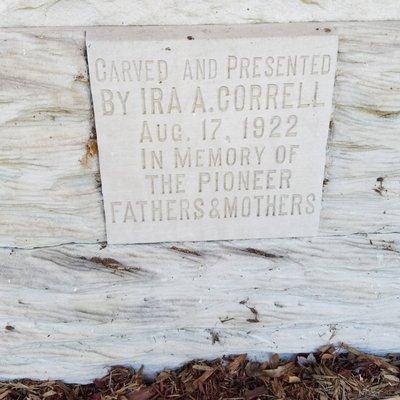 CARVED AND PRESENTED
BY IRA A. CORRELL
AUG. 17, 1922
IN MEMORY OF
THE PIONEER
FATHERS & MOTHERS